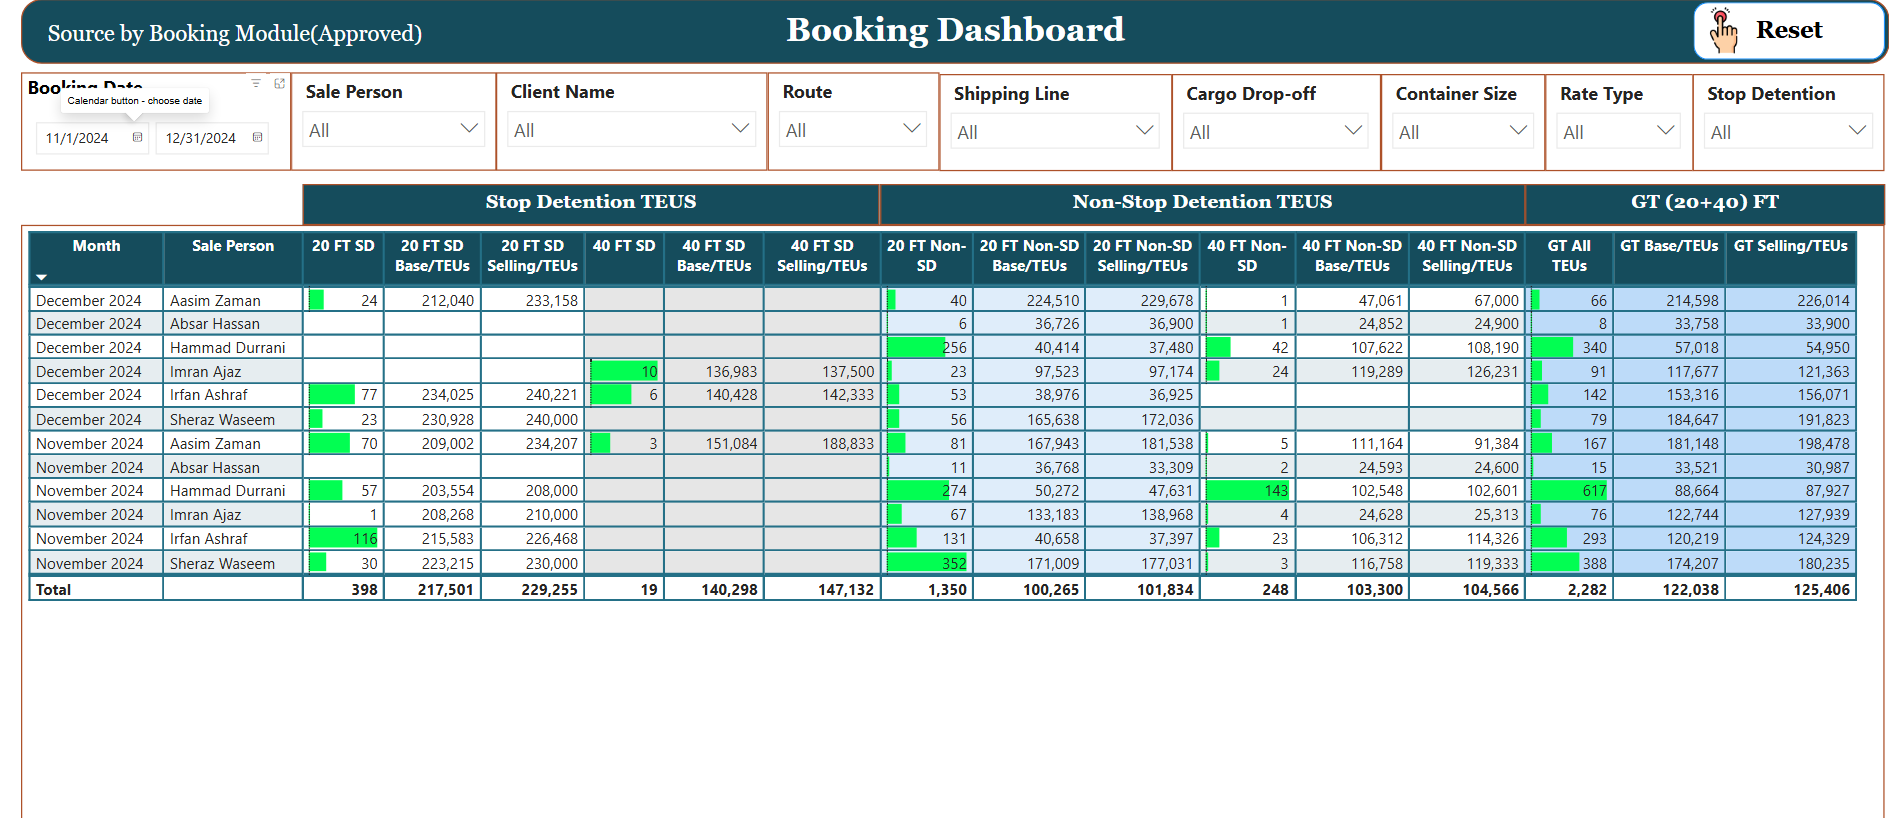 Source by Booking Module(Approved)
Booking Dashboard
Reset
Booking Date
Calendar button - choose date
11/1/2024
12/31/2024
Sale Person
All
Client Name
All
Route
All
Shipping Line
All
Cargo Drop-off
All
Container Size
All
Rate Type
All
Stop Detention
All
Stop Detention TEUS
Non-Stop Detention TEUS
GT (20+40) FT
Month Sale Person 20 FT SD 20 FT SD Base/TEUs 20 FT SD Selling/TEUs 40 FT SD 40 FT SD Base/TEUs 40 FT SD Selling/TEUs 20 FT Non-SD 20 FT Non-SD Base/TEUs 20 FT Non-SD Selling/TEUs 40 FT Non-SD 40 FT Non-SD Base/TEUs 40 FT Non-SD Selling/TEUs GT All TEUs GT Base/TEUs GT Selling/TEUs
December 2024 Aasim Zaman 24 212,040 233,158 40 224,510 229,678 1 47,061 67,000 66 214,598 226,014
December 2024 Absar Hassan 6 36,726 36,900 1 24,852 24,900 8 33,758 33,900
December 2024 Hammad Durrani 256 40,414 37,480 42 107,622 108,190 340 57,018 54,950
December 2024 Imran Ajaz 10 136,983 137,500 23 97,523 97,174 24 119,289 126,231 91 117,677 121,363
December 2024 Irfan Ashraf 77 234,025 240,221 6 140,428 142,333 53 38,976 36,925 142 153,316 156,071
December 2024 Sheraz Waseem 23 230,928 240,000 56 165,638 172,036 79 184,647 191,823
November 2024 Aasim Zaman 70 209,002 234,207 3 151,084 188,833 81 167,943 181,538 5 111,164 91,384 167 181,148 198,478
November 2024 Absar Hassan 11 36,768 33,309 2 24,593 24,600 15 33,521 30,987
November 2024 Hammad Durrani 57 203,554 208,000 274 50,272 47,631 143 102,548 102,601 617 88,664 87,927
November 2024 Imran Ajaz 1 208,268 210,000 67 133,183 138,968 4 24,628 25,313 76 122,744 127,939
November 2024 Irfan Ashraf 116 215,583 226,468 131 40,658 37,397 23 106,312 114,326 293 120,219 124,329
November 2024 Sheraz Waseem 30 223,215 230,000 352 171,009 177,031 3 116,758 119,333 388 174,207 180,235
Total 398 217,501 229,255 19 140,298 147,132 1,350 100,265 101,834 248 103,300 104,566 2,282 122,038 125,406